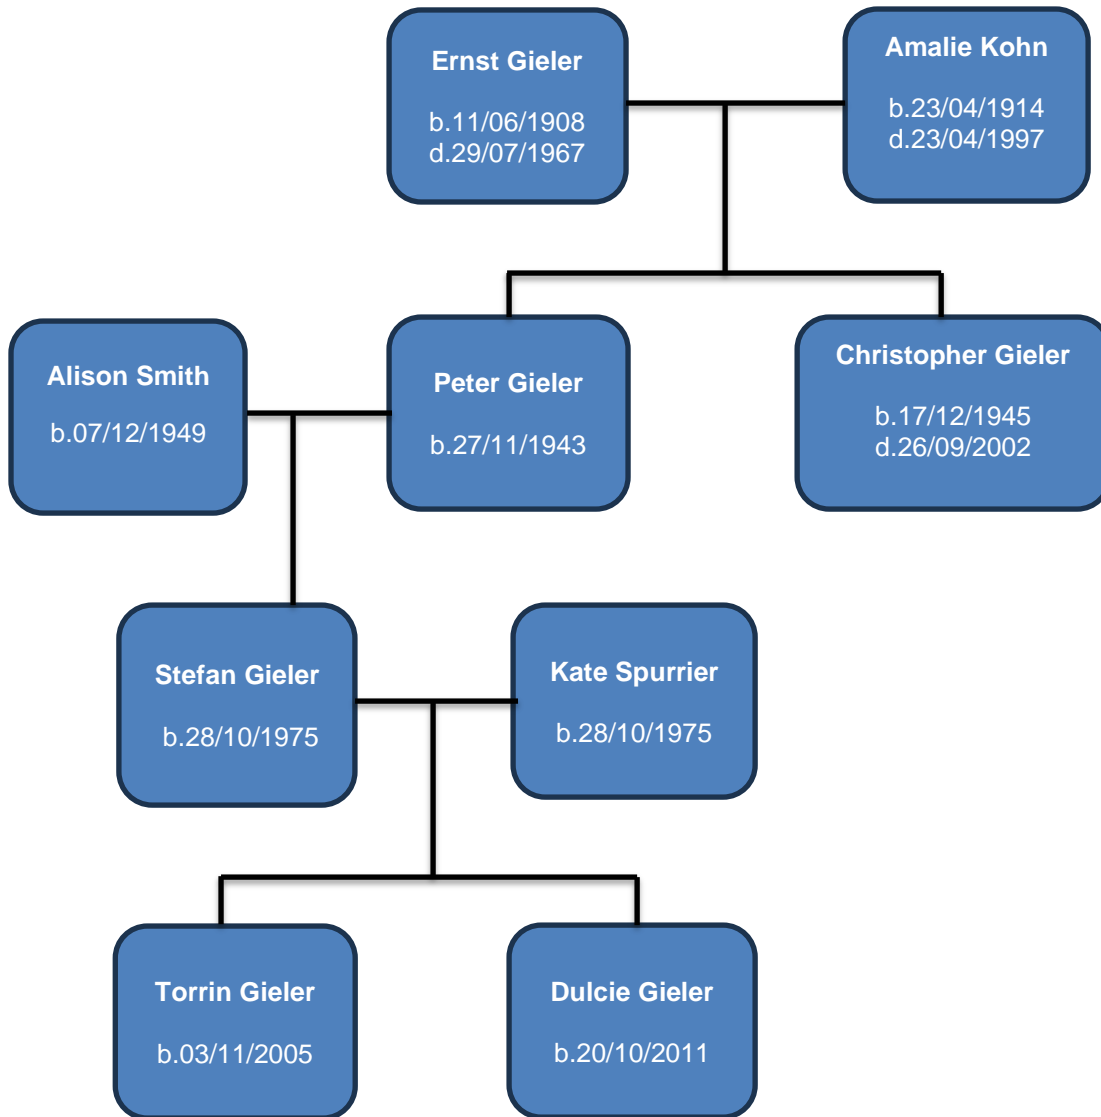 Ernst Gieler
b.11/06/1908
d.29/07/1967
Amalie Kohn
b.23/04/1914
d.23/04/1997
Alison Smith
b.07/12/1949
Peter Gieler
b.27/11/1943
Christopher Gieler
b.17/12/1945
d.26/09/2002
Stefan Gieler
b.28/10/1975
Kate Spurrier
b.28/10/1975
Torrin Gieler
b.03/11/2005
Dulcie Gieler
b.20/10/2011